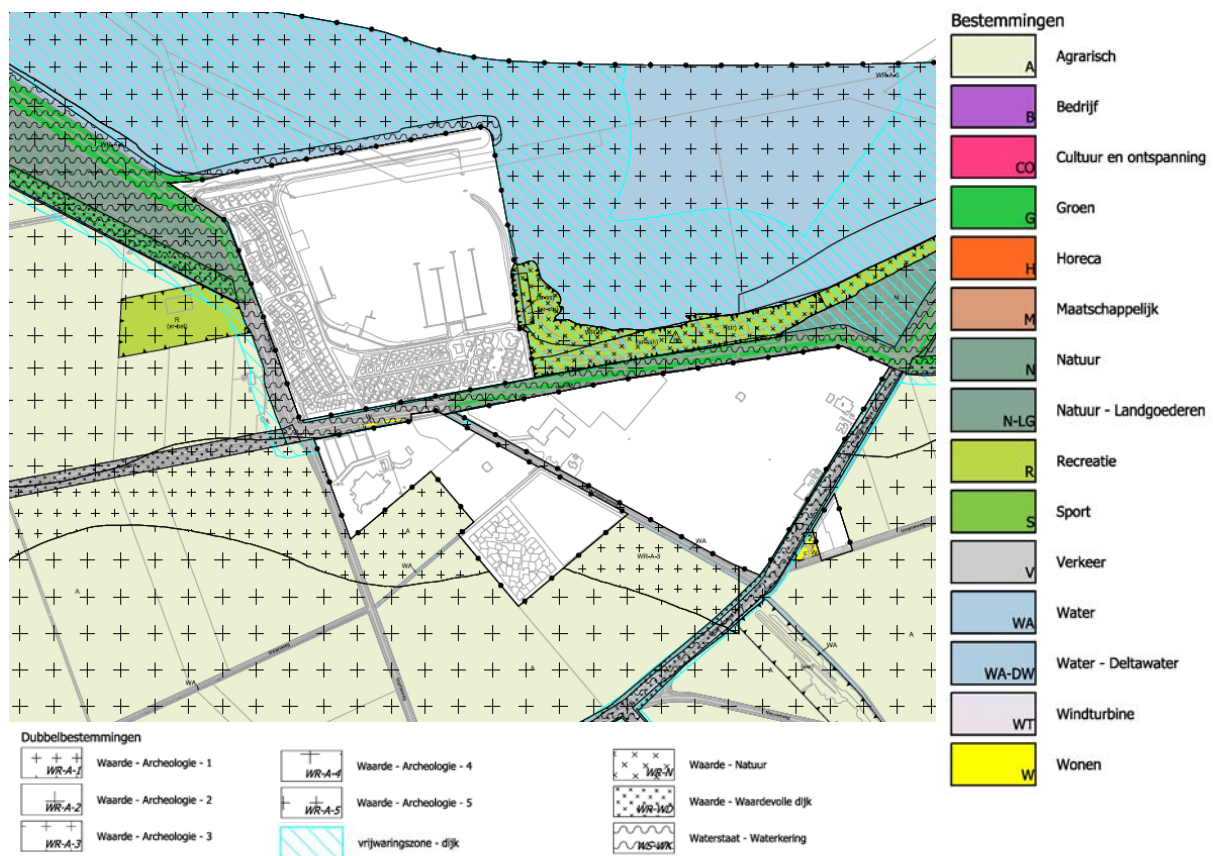 Bestemmingen
A Agrarisch
B Bedrijf
CO Cultuur en ontspanning
G Groen
H Horeca
M Maatschappelijk
N Natuur
N-LG Natuur - Landgoederen
R Recreatie
S Sport
V Verkeer
WA Water
WA-DW Water - Deltawater
WT Windturbine
W Wonen
R
N
R
A
WA
WR-A-3
WA
A
A
WA
A
WA
Dubbelbestemmingen
WR-A-1 Waarde - Archeologie - 1
WR-A-2 Waarde - Archeologie - 2
WR-A-3 Waarde - Archeologie - 3
WR-A-4 Waarde - Archeologie - 4
WR-A-5 Waarde - Archeologie - 5
vrijwaringszone - dijk
WR-N Waarde - Natuur
WR-WD Waarde - Waardevolle dijk
WS-WK Waterstaat - Waterkering